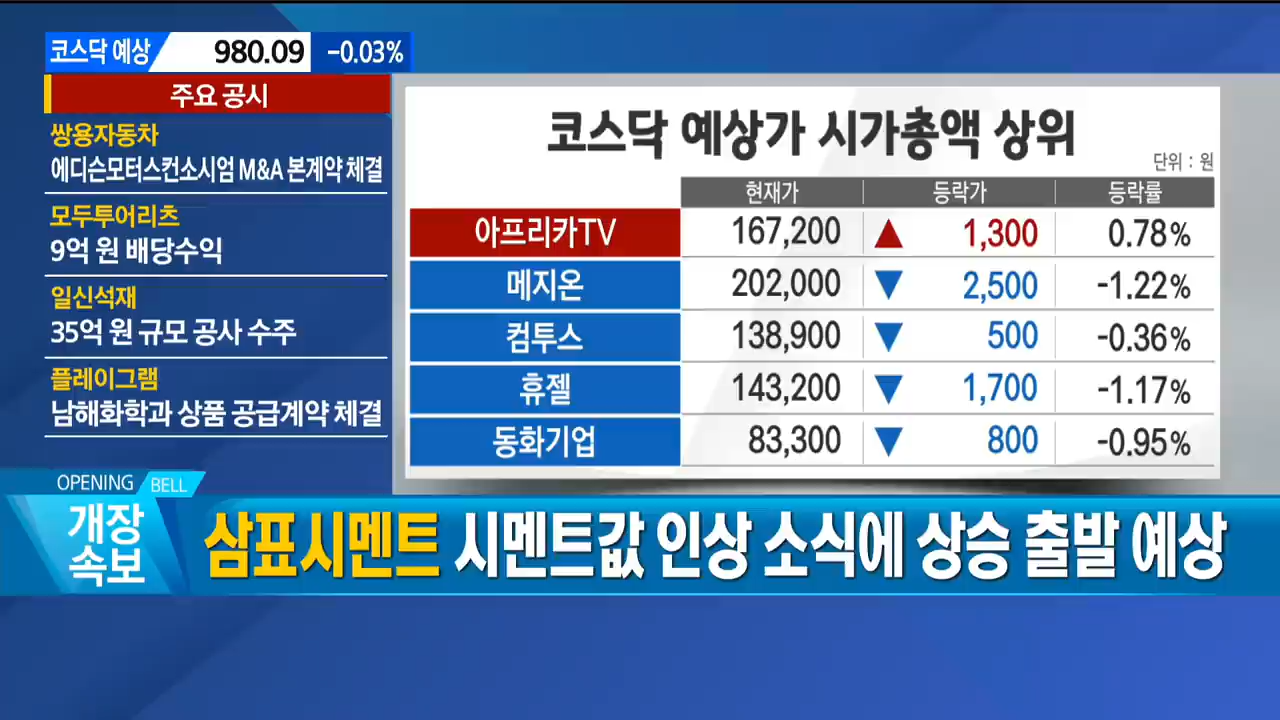 코스닥 예상 980.09 -0.03%
주요 공시
쌍용자동차
에디슨모터스컨소시엄 M&A 본계약 체결
모두투어리츠
9억 원 배당수익
일신석재
35억 원 규모 공사 수주
플레이그램
남해화학과 상품 공급계약 체결
코스닥 예상가 시가총액 상위
단위 : 원
현재가 등락가 등락률
아프리카TV 167,200 ▲ 1,300 0.78%
메지온 202,000 ▼ 2,500 -1.22%
컴투스 138,900 ▼ 500 -0.36%
휴젤 143,200 ▼ 1,700 -1.17%
동화기업 83,300 ▼ 800 -0.95%
OPENING BELL
개장
속보
삼표시멘트 시멘트값 인상 소식에 상승 출발 예상